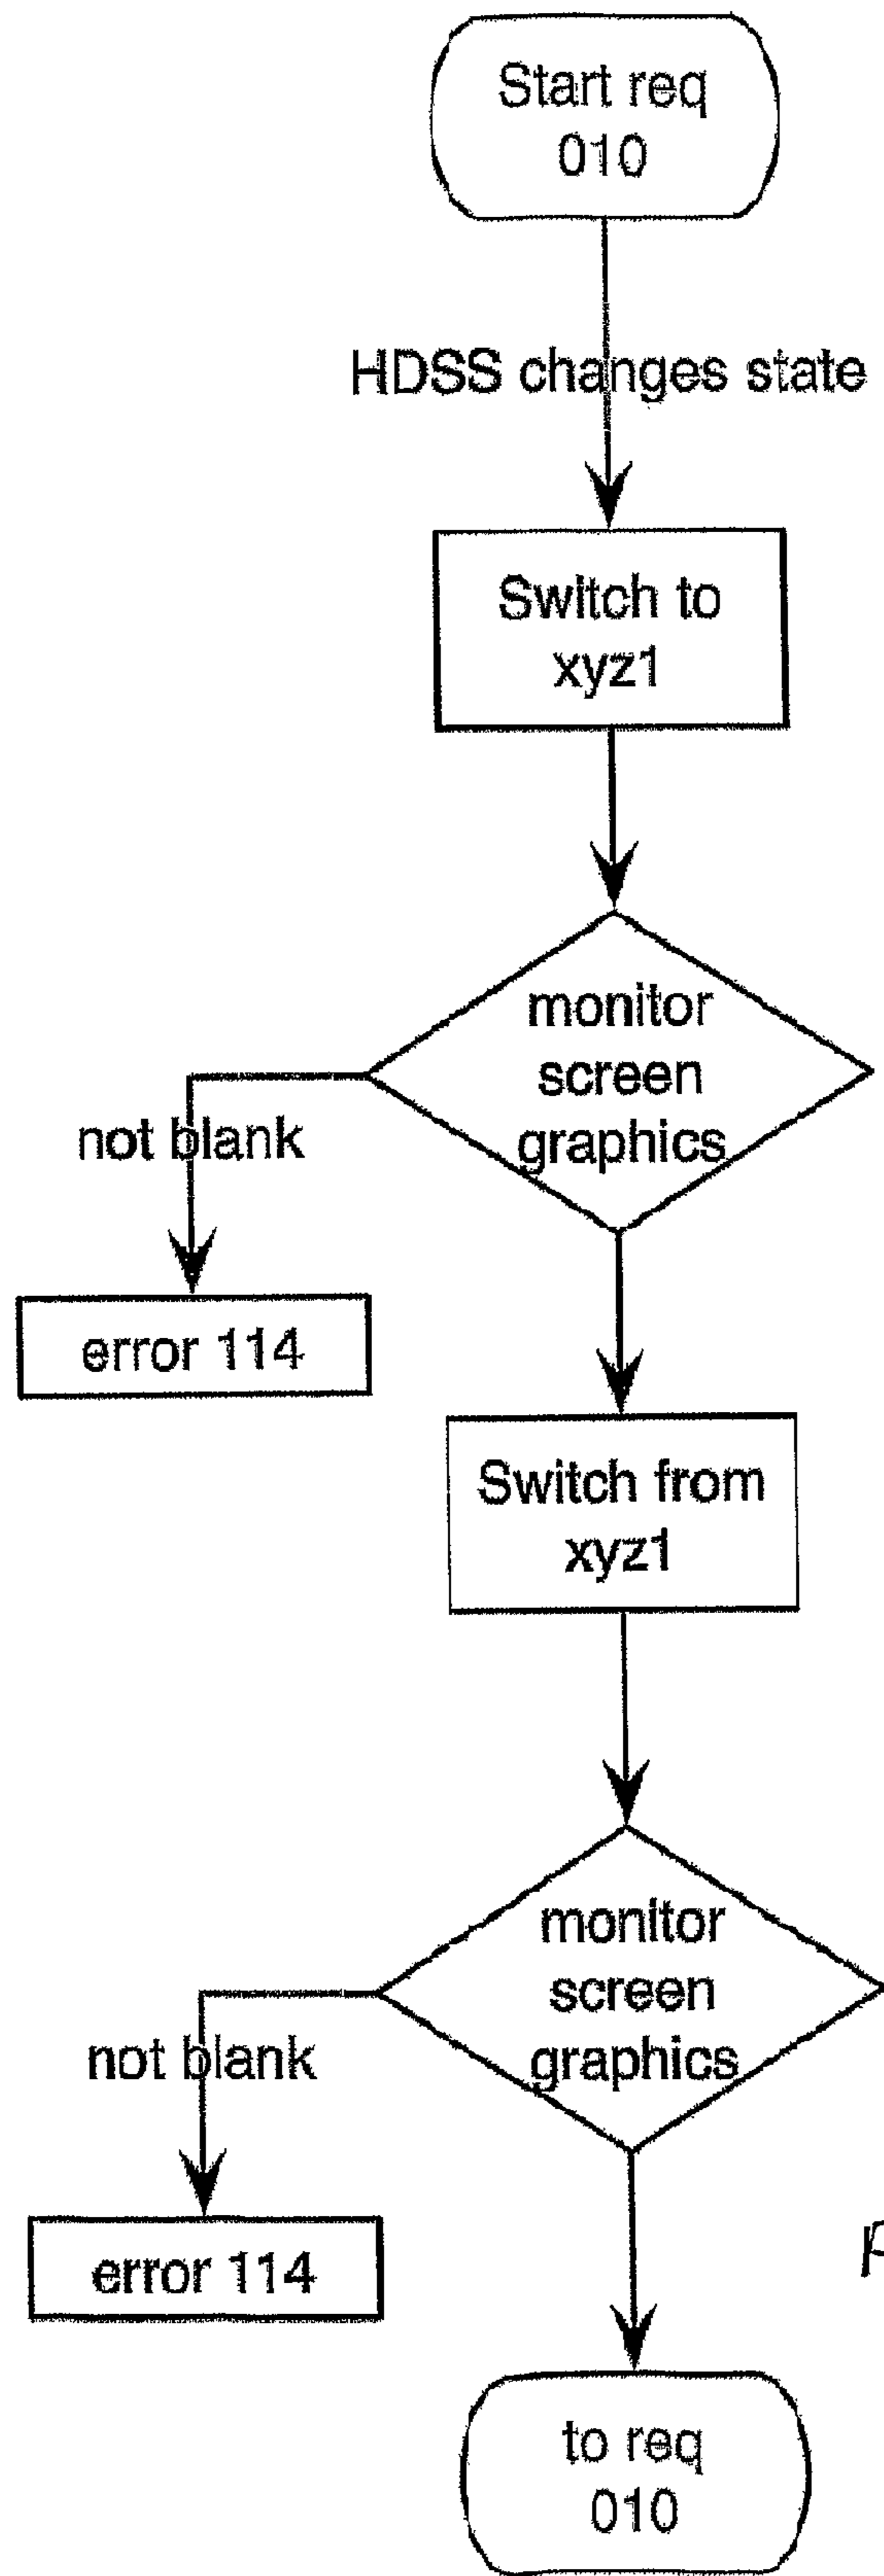 Start req
010
HDSS changes state
Switch to
xyz1
monitor
screen
graphics
not blank
error 114
Switch from
xyz1
monitor
screen
graphics
not blank
error 114
to req
010